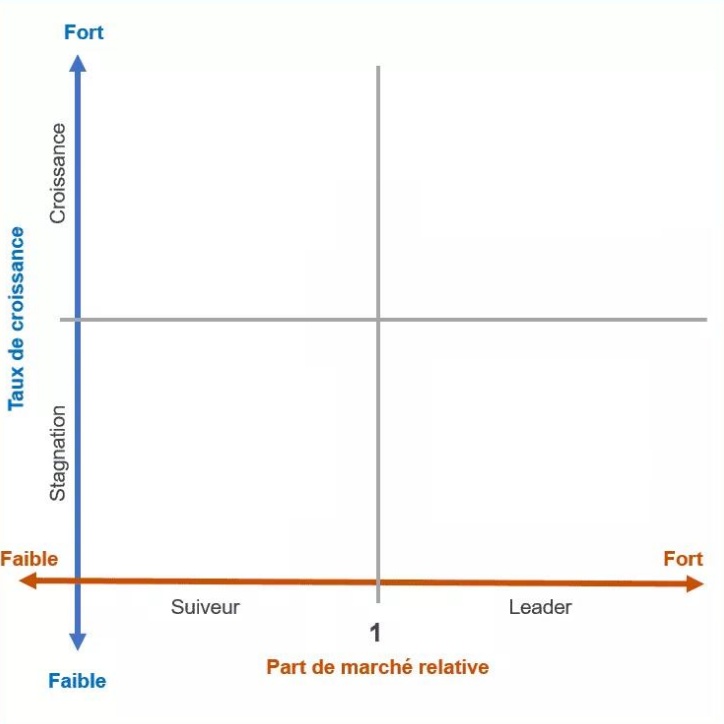 Fort
Croissance
Taux de croissance
Stagnation
Faible
Fort
Suiveur
Leader
1
Part de marché relative
Faible